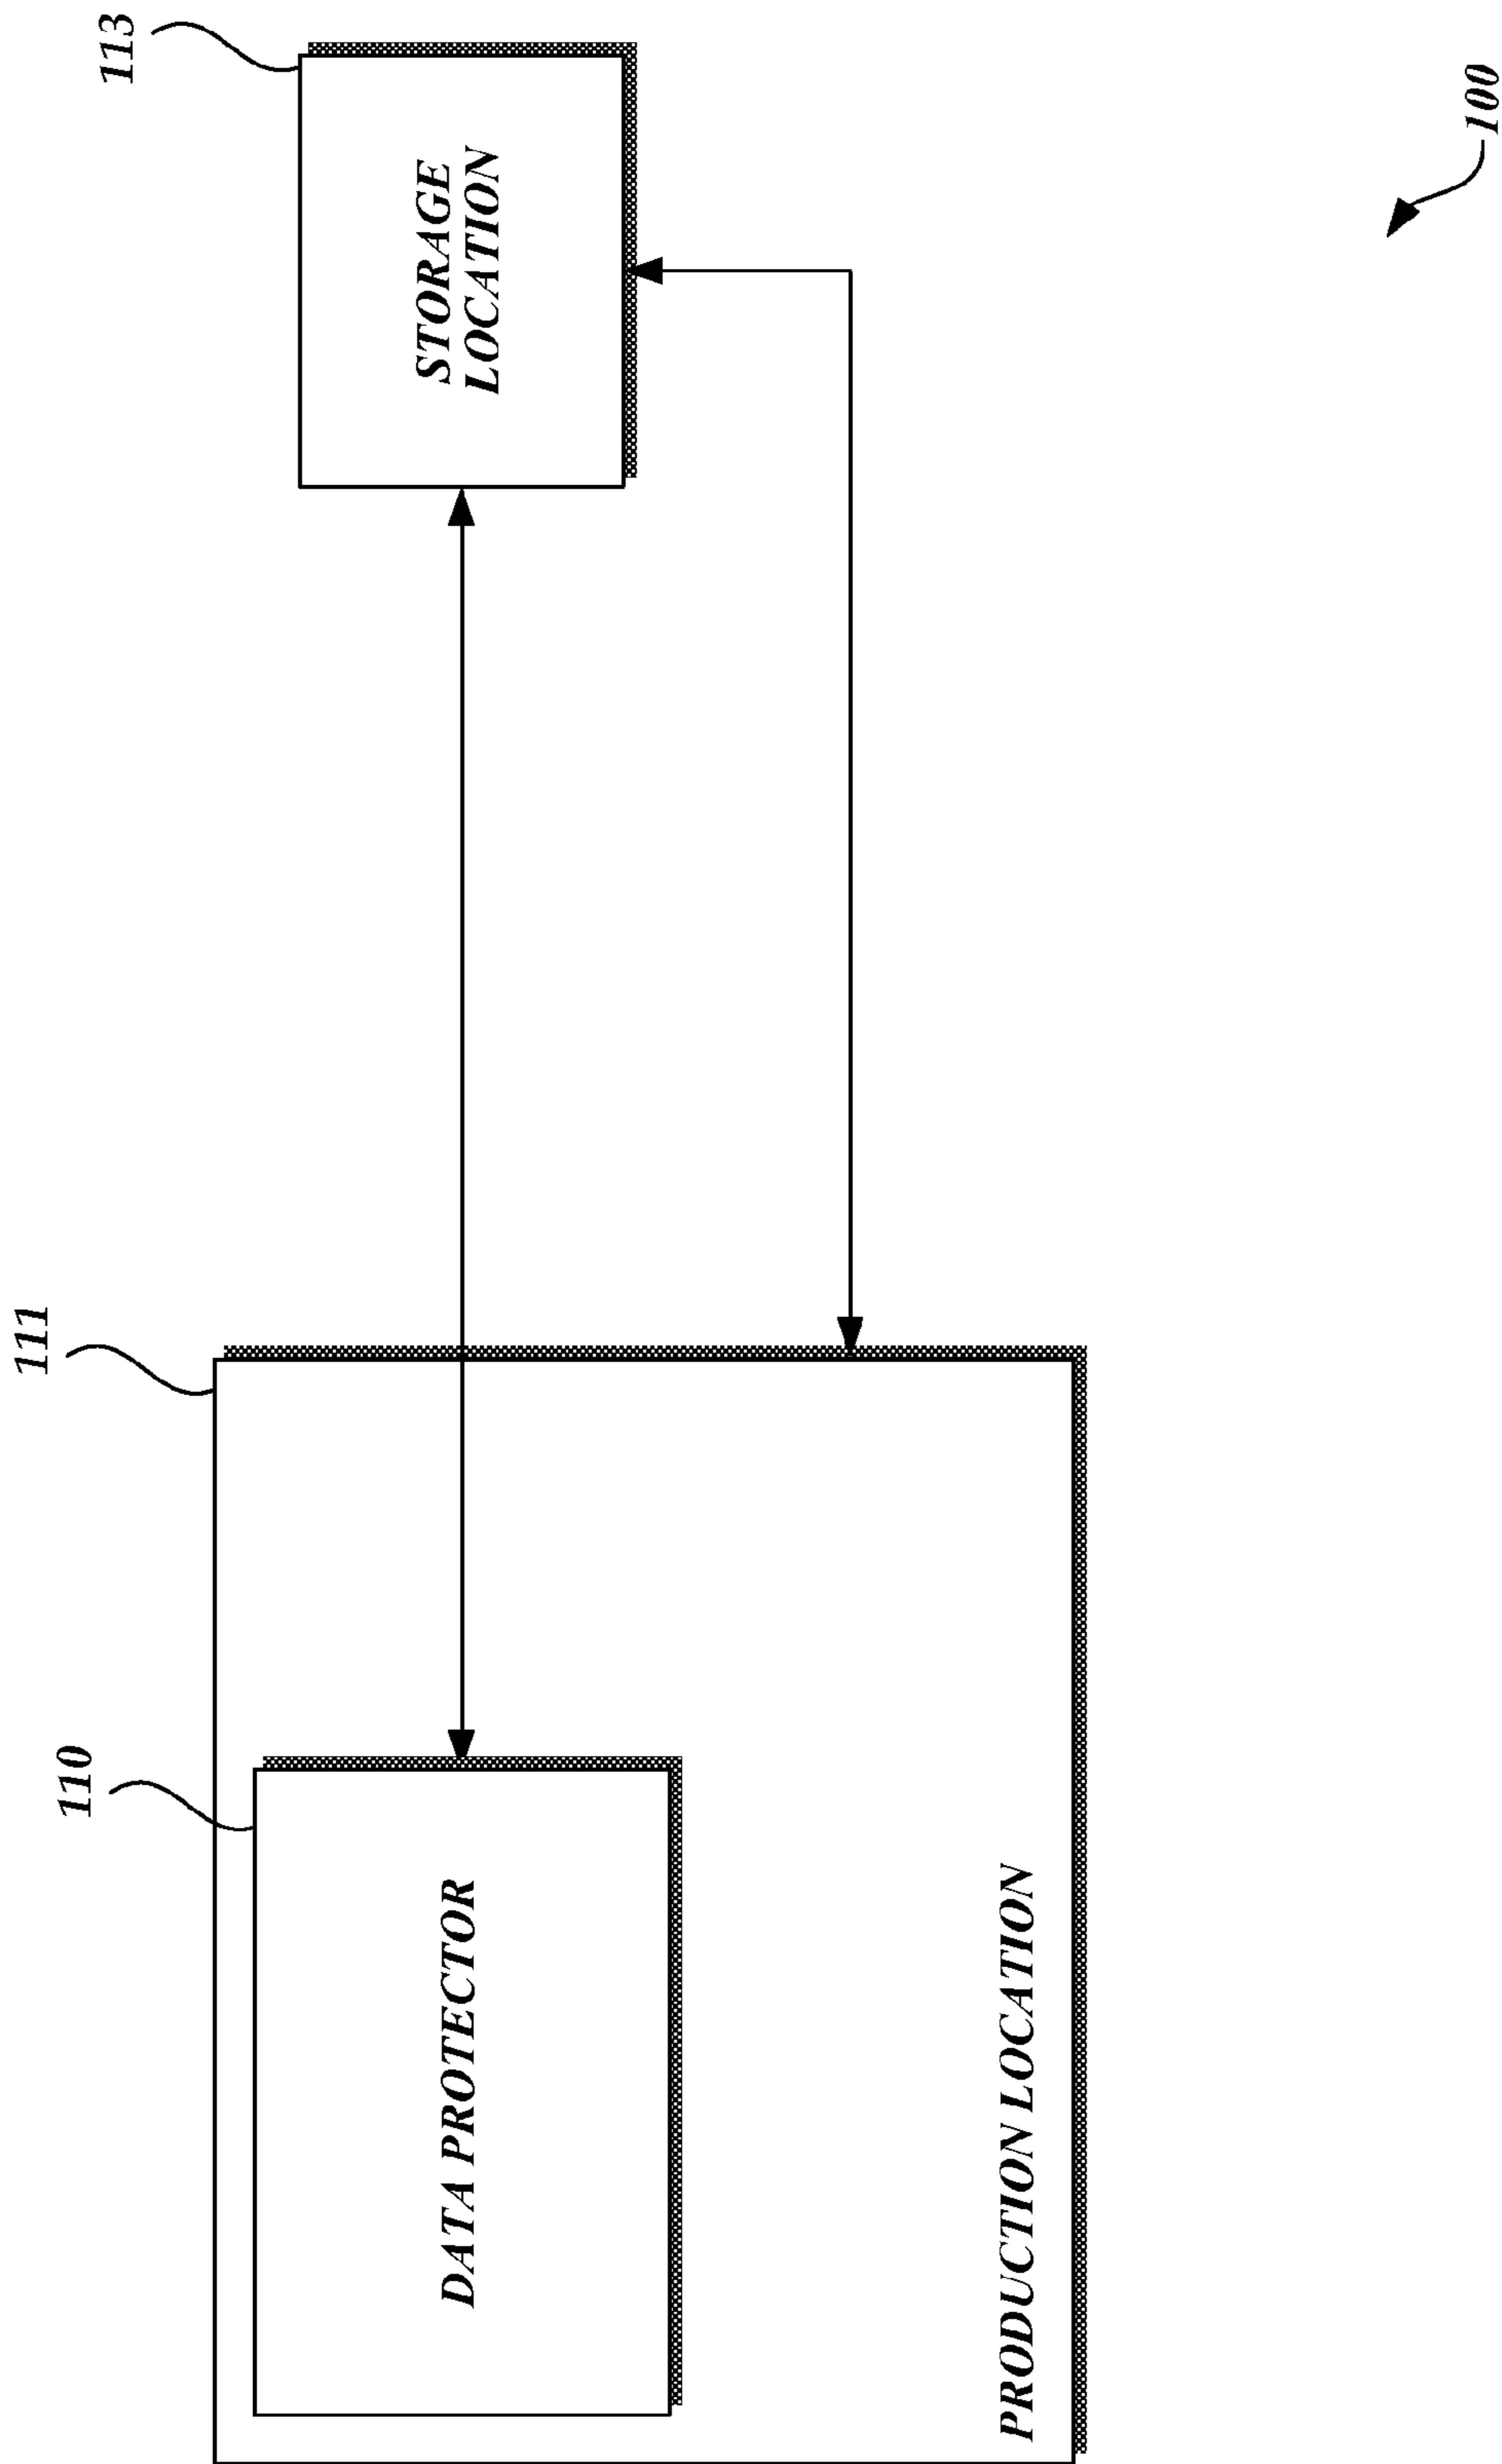 110
111
113
DATA PROTECTOR
STORAGE
LOCATION
PRODUCTION LOCATION
100